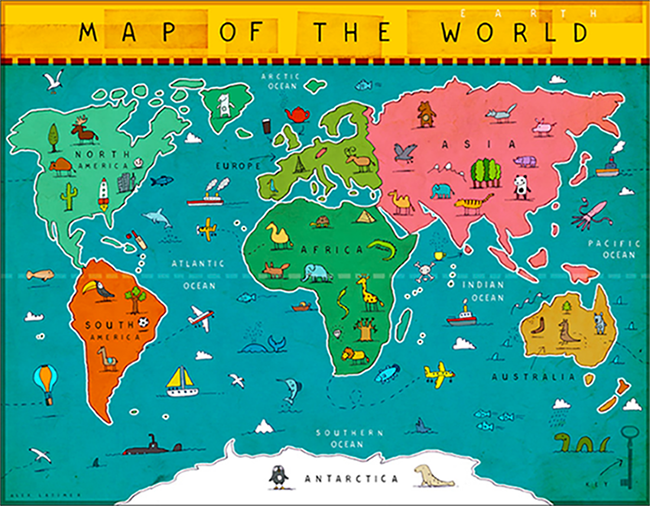 EARTH
MAP OF THE WORLD
ARCTIC
OCEAN
NORTH
AMERICA
EUROPE
ASIA
AFRICA
ATLANTIC
OCEAN
PACIFIC
OCEAN
INDIAN
OCEAN
SOUTH
AMERICA
AUSTRALIA
SOUTHERN
OCEAN
ANTARCTICA
KEY
ALEX LATIMER